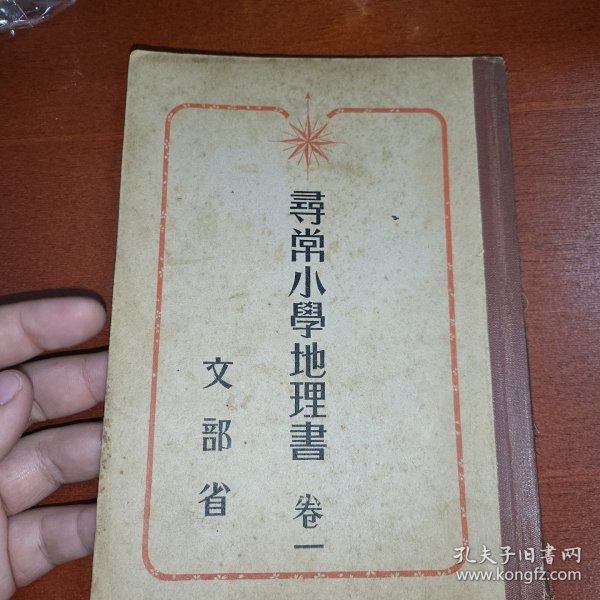 尋常小學地理書 卷一
文部省
孔夫子旧书网
www.kongfz.com